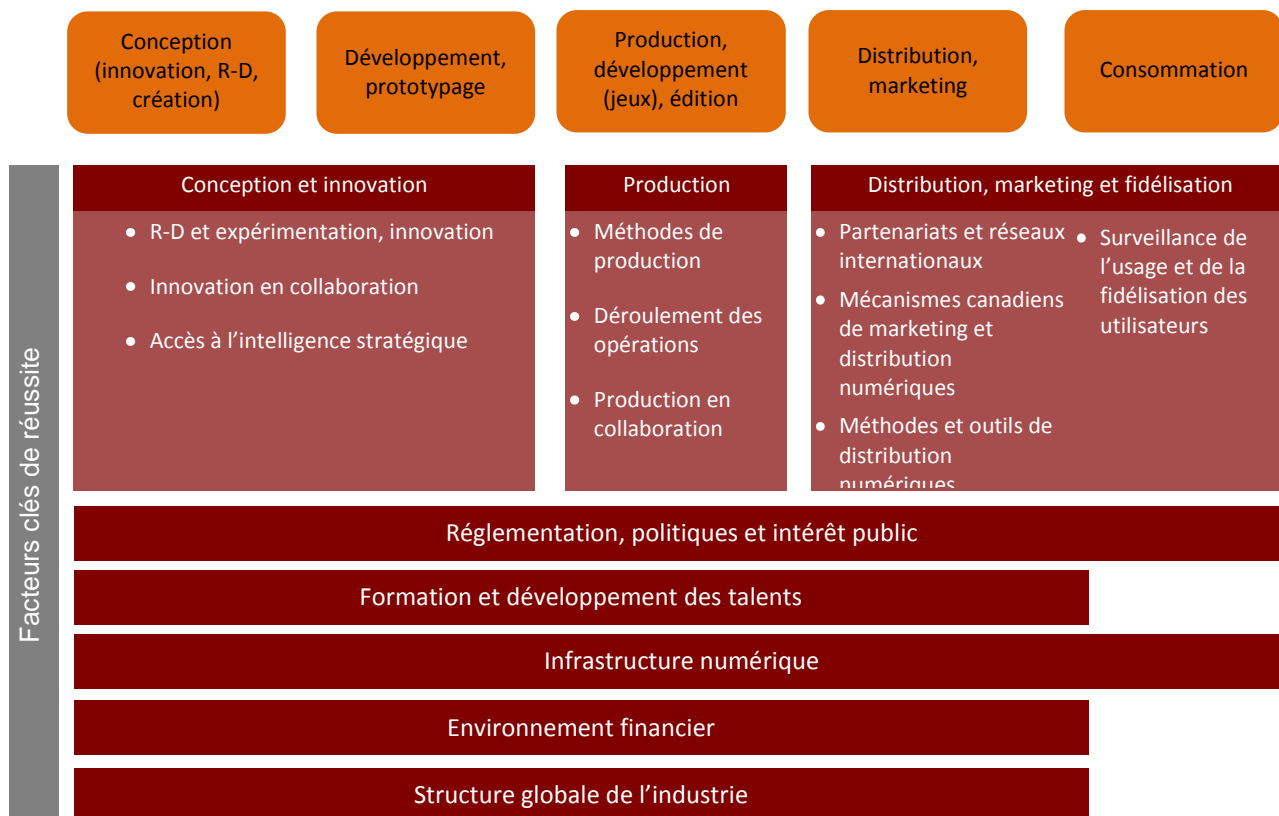 Conception
(innovation, R-D,
création)
Développement,
prototypage
Production,
développement
(jeux), édition
Distribution,
marketing
Consommation
Facteurs clés de réussite
Conception et innovation
• R-D et expérimentation, innovation
• Innovation en collaboration
• Accès à l’intelligence stratégique
Production
• Méthodes de
production
• Déroulement des
opérations
• Production en
collaboration
Distribution, marketing et fidélisation
• Partenariats et réseaux
internationaux
• Mécanismes canadiens
de marketing et
distribution
numériques
• Méthodes et outils de
distribution
numériques
• Surveillance de
l’usage et de la
fidélisation des
utilisateurs
Réglementation, politiques et intérêt public
Formation et développement des talents
Infrastructure numérique
Environnement financier
Structure globale de l’industrie